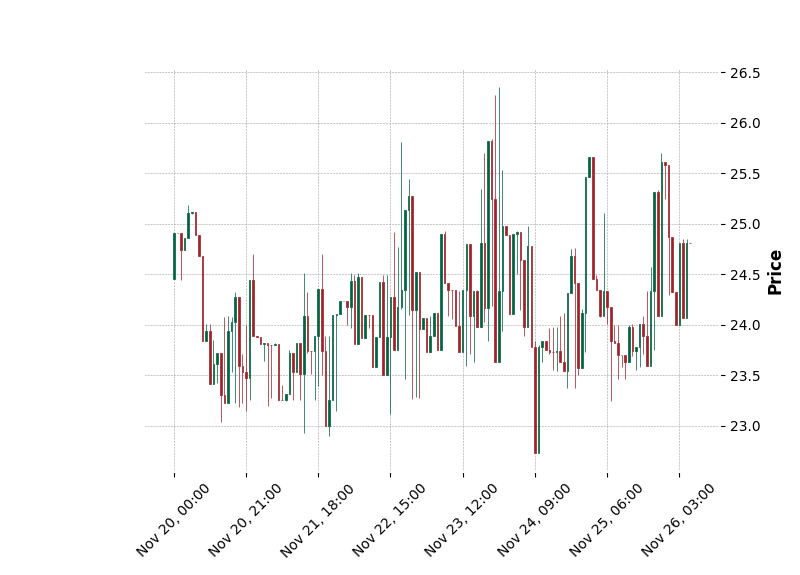 26.5
26.0
25.5
25.0
24.5
24.0
23.5
23.0
Price
Nov 20, 00:00
Nov 20, 21:00
Nov 21, 18:00
Nov 22, 15:00
Nov 23, 12:00
Nov 24, 09:00
Nov 25, 06:00
Nov 26, 03:00